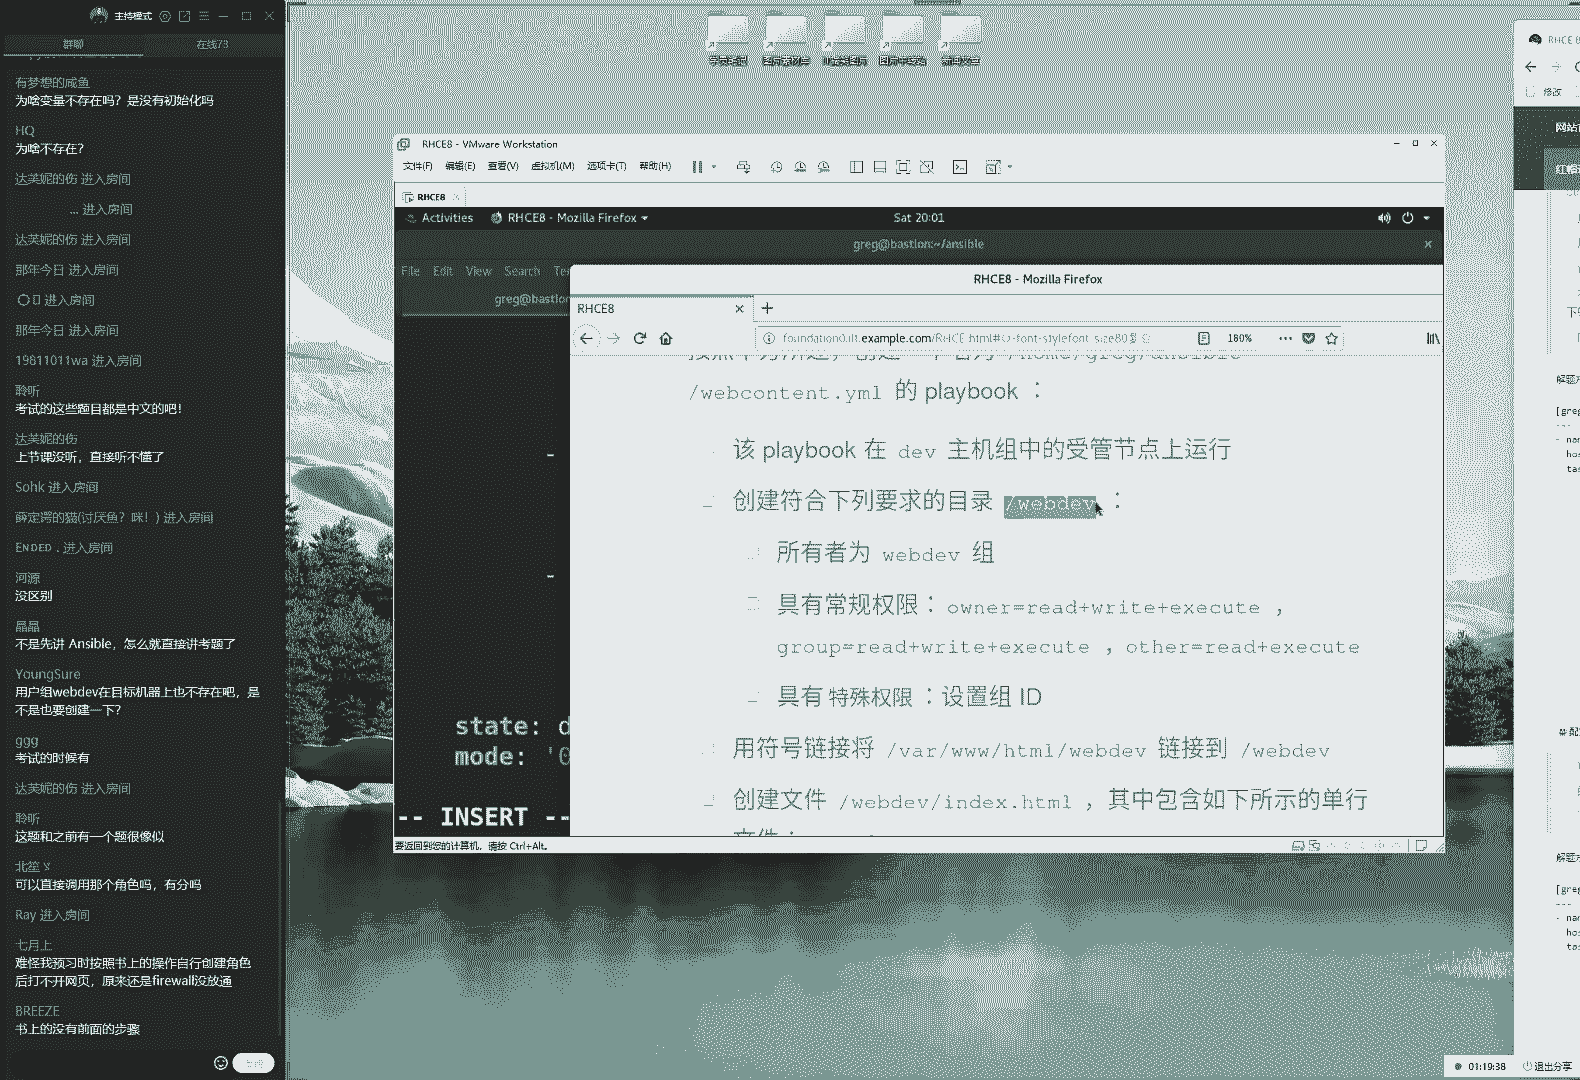 主持模式
群聊
在线73
有梦想的咸鱼
为啥变量不存在吗？是没有初始化吗
HQ
为啥不存在？
达芙妮的伤 进入房间
... 进入房间
达芙妮的伤 进入房间
那年今日 进入房间
进入房间
那年今日 进入房间
19811011wa 进入房间
聆听
考试的这些题目都是中文的吧！
达芙妮的伤
上节课没听，直接听不懂了
Sohk 进入房间
薛定谔的猫(讨厌鱼？咪！) 进入房间
ENDED . 进入房间
河源
没区别
晶晶
不是先讲 Ansible，怎么就直接讲考题了
YoungSure
用户组webdev在目标机器上也不存在吧，是
不是也要创建一下？
ggg
考试的时候有
达芙妮的伤 进入房间
聆听
这题和之前有一个题很像似
北笙ゞ
可以直接调用那个角色吗，有分吗
Ray 进入房间
七月上
难怪我预习时按照书上的操作自行创建角色
后打不开网页，原来还是firewall没放通
BREEZE
书上的没有前面的步骤
RHCE8 - VMware Workstation
文件(F) 编辑(E) 查看(V) 虚拟机(M) 选项卡(T) 帮助(H)
RHCE8
Activities RHCE8 - Mozilla Firefox Sat 20:01
greg@bastion:~/ansible
File Edit View Search Te
greg@bastio
RHCE8 - Mozilla Firefox
RHCE8
180%
/webcontent.yml 的 playbook ：
该 playbook 在 dev 主机组中的受管节点上运行
创建符合下列要求的目录 /webdev ：
所有者为 webdev 组
具有常规权限：owner=read+write+execute ，
group=read+write+execute ，other=read+execute
具有 特殊权限 ：设置组 ID
用符号链接将 /var/www/html/webdev 链接到 /webdev
创建文件 /webdev/index.html ，其中包含如下所示的单行
state: d
mode: '0
-- INSERT --
要返回到您的计算机，请按 Ctrl+Alt。
RHCE 8
修改
网站
解题
[greg
---
- nam
hos
tas
配
解题
[greg
---
- nam
hos
tas
01:19:38 退出分享